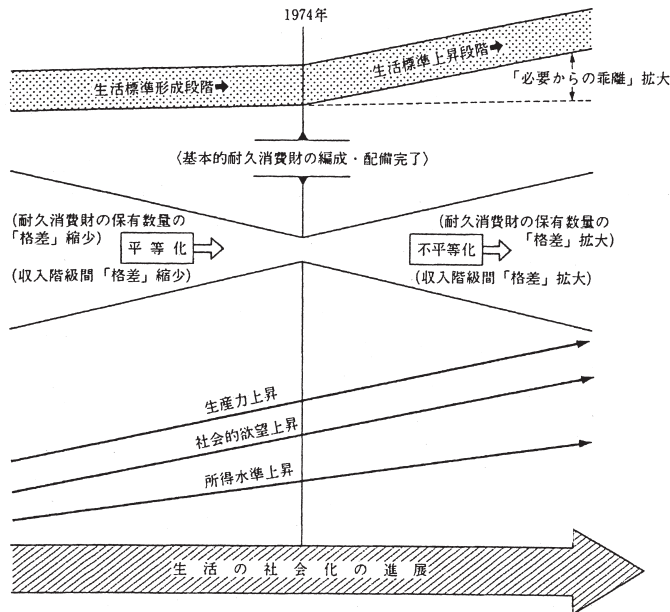 1974年
生活標準形成段階➡
生活標準上昇段階➡
「必要からの乖離」拡大
〈基本的耐久消費財の編成・配備完了〉
(耐久消費財の保有数量の
「格差」縮少)
平等化
(収入階級間「格差」縮少)
(耐久消費財の保有数量の
「格差」拡大)
不平等化
(収入階級間「格差」拡大)
生産力上昇
社会的欲望上昇
所得水準上昇
生活の社会化の進展